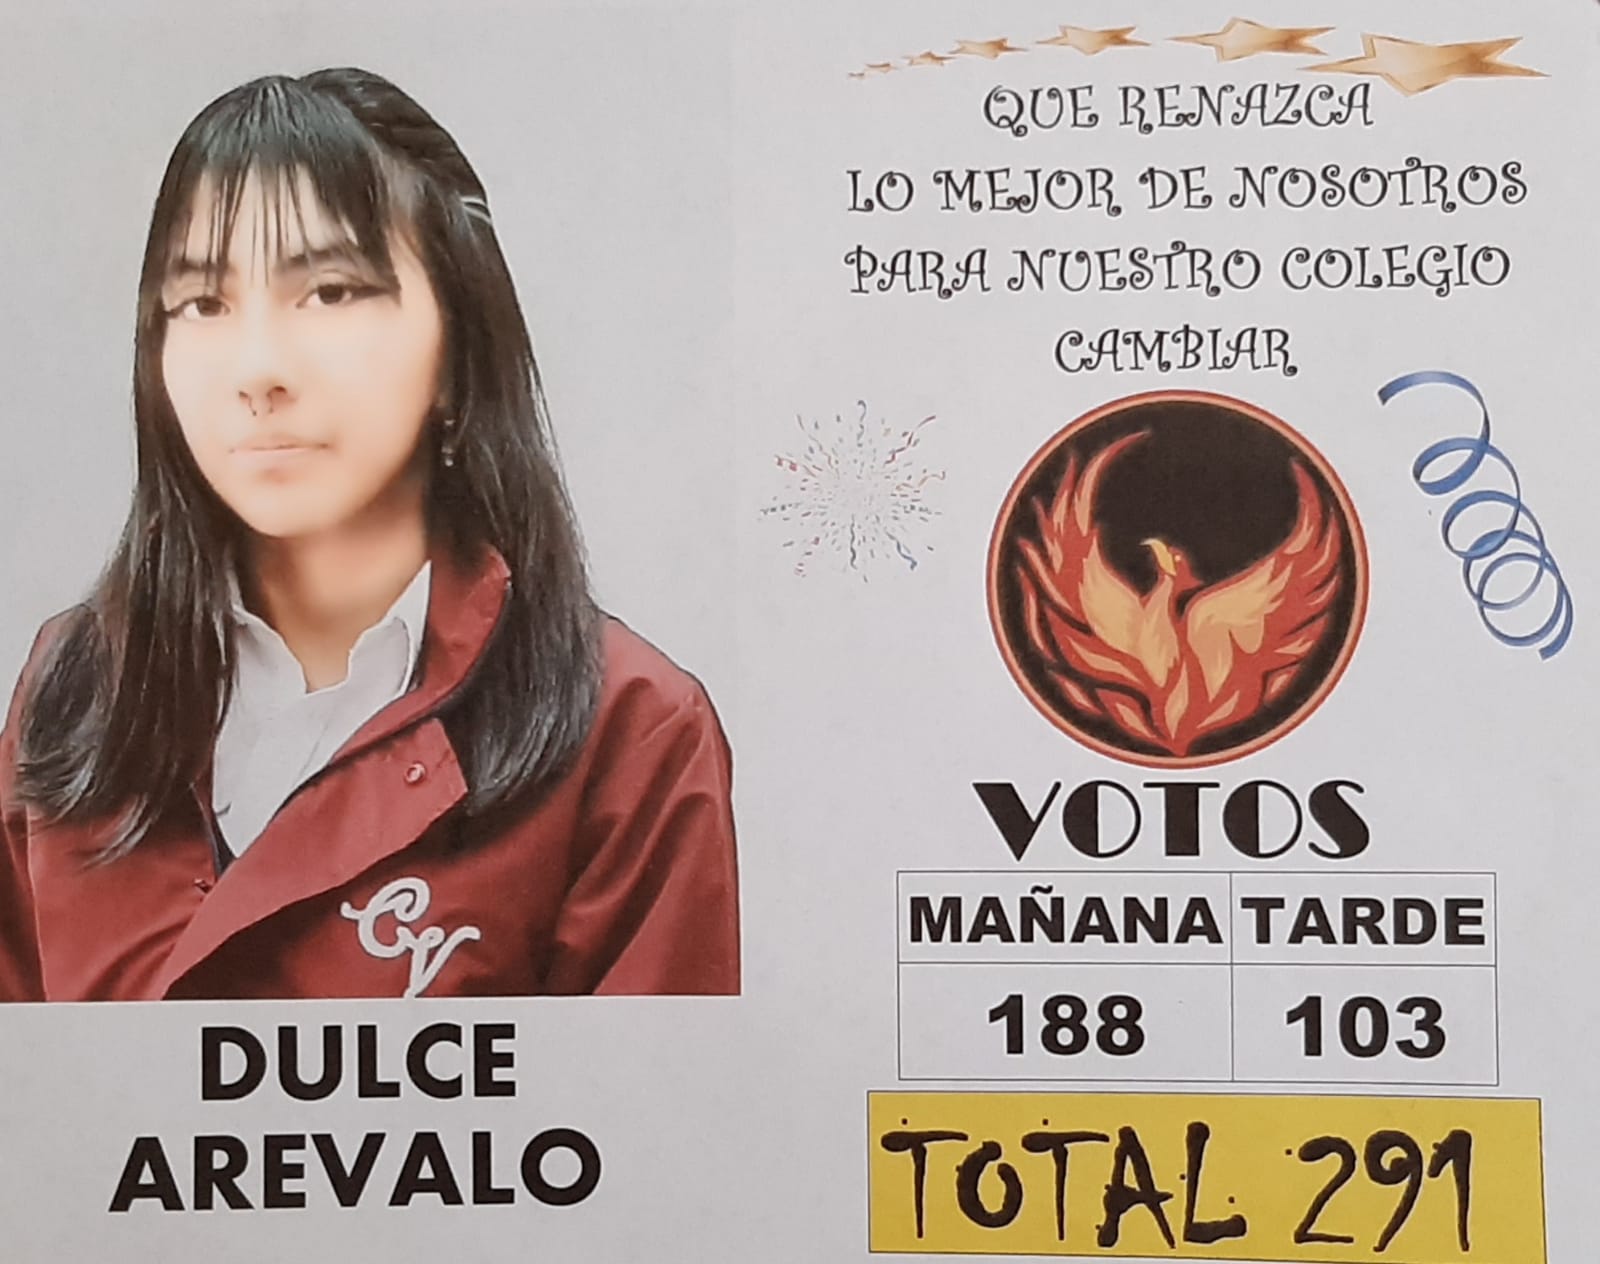 QUE RENAZCA
LO MEJOR DE NOSOTROS
PARA NUESTRO COLEGIO
CAMBIAR
VOTOS
MAÑANA TARDE
188 103
TOTAL 291
CV
DULCE
AREVALO